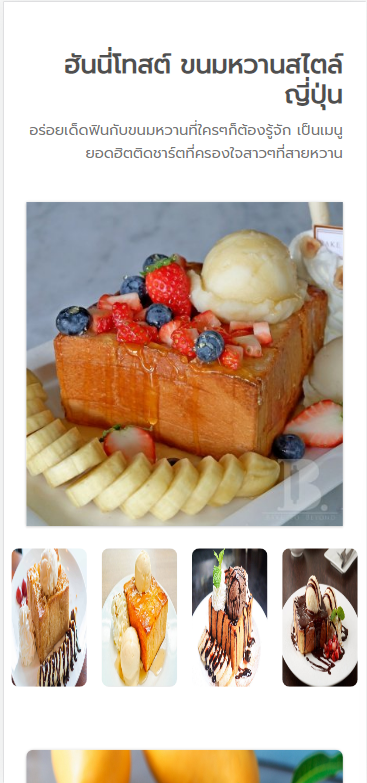 ฮันนี่โทสต์ ขนมหวานสไตล์
ญี่ปุ่น
อร่อยเด็ดฟินกับขนมหวานที่ใครๆก็ต้องรู้จัก เป็นเมนู
ยอดฮิตติดชาร์ตที่ครองใจสาวๆที่สายหวาน
B.